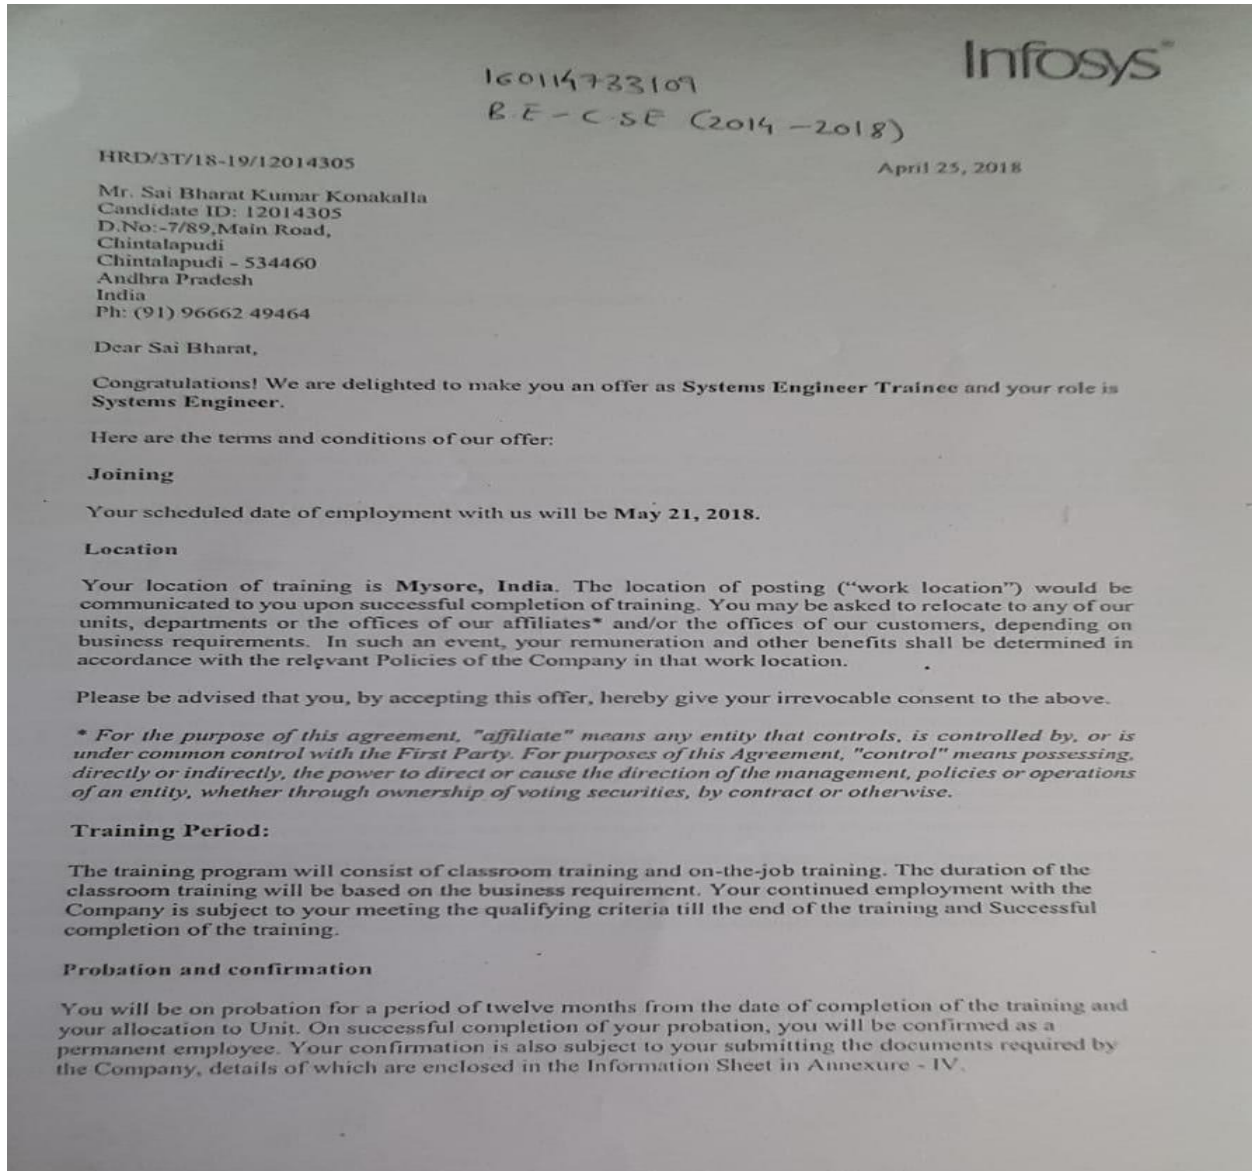 Infosys®
160114733109
B.E - C.SE (2014 - 2018)
HRD/3T/18-19/12014305
April 25, 2018
Mr. Sai Bharat Kumar Konakalla
Candidate ID: 12014305
D.No:-7/89,Main Road,
Chintalapudi
Chintalapudi - 534460
Andhra Pradesh
India
Ph: (91) 96662 49464
Dear Sai Bharat,
Congratulations! We are delighted to make you an offer as Systems Engineer Trainee and your role is
Systems Engineer.
Here are the terms and conditions of our offer:
Joining
Your scheduled date of employment with us will be May 21, 2018.
Location
Your location of training is Mysore, India. The location of posting (“work location”) would be
communicated to you upon successful completion of training. You may be asked to relocate to any of our
units, departments or the offices of our affiliates* and/or the offices of our customers, depending on
business requirements. In such an event, your remuneration and other benefits shall be determined in
accordance with the relevant Policies of the Company in that work location.
Please be advised that you, by accepting this offer, hereby give your irrevocable consent to the above.
* For the purpose of this agreement, "affiliate" means any entity that controls, is controlled by, or is
under common control with the First Party. For purposes of this Agreement, "control" means possessing,
directly or indirectly, the power to direct or cause the direction of the management, policies or operations
of an entity, whether through ownership of voting securities, by contract or otherwise.
Training Period:
The training program will consist of classroom training and on-the-job training. The duration of the
classroom training will be based on the business requirement. Your continued employment with the
Company is subject to your meeting the qualifying criteria till the end of the training and Successful
completion of the training.
Probation and confirmation
You will be on probation for a period of twelve months from the date of completion of the training and
your allocation to Unit. On successful completion of your probation, you will be confirmed as a
permanent employee. Your confirmation is also subject to your submitting the documents required by
the Company, details of which are enclosed in the Information Sheet in Annexure - IV.